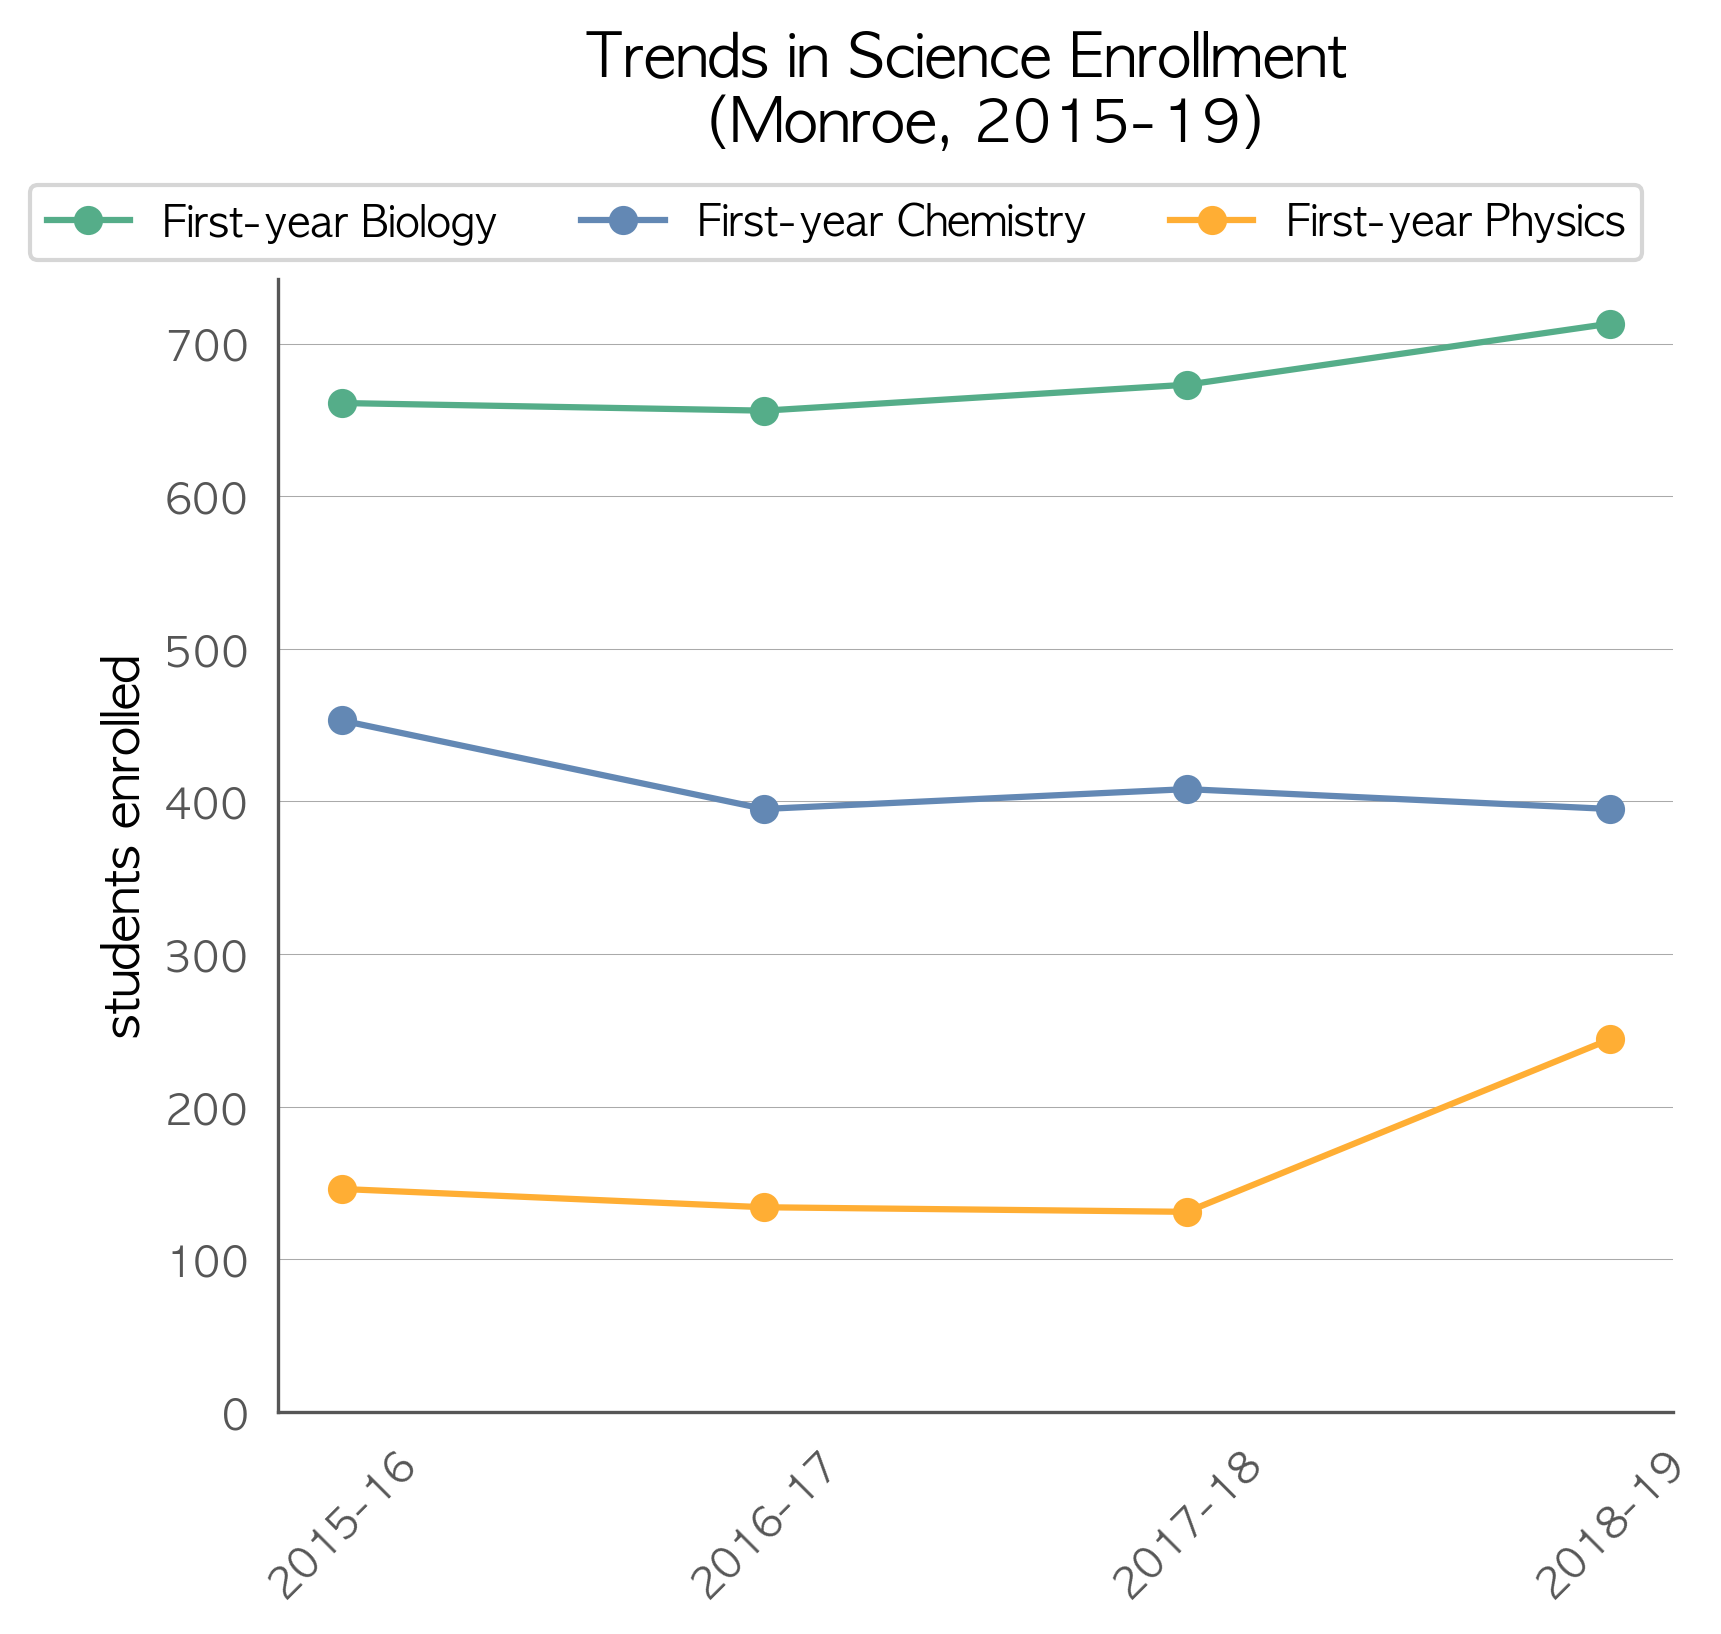 Trends in Science Enrollment
(Monroe, 2015-19)
First-year Biology
First-year Chemistry
First-year Physics
students enrolled
700
600
500
400
300
200
100
0
2015-16
2016-17
2017-18
2018-19